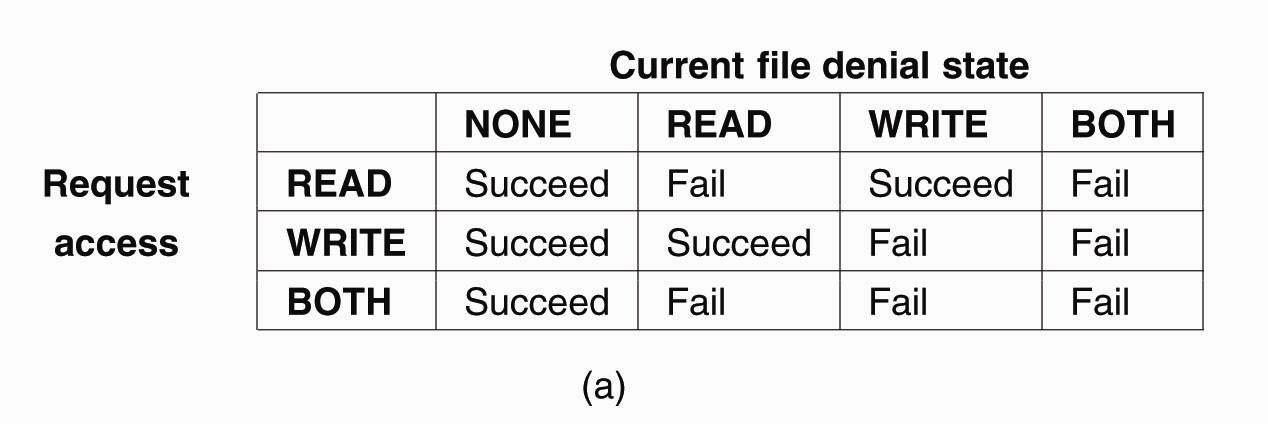 Current file denial state
NONE READ WRITE BOTH
Request READ Succeed Fail Succeed Fail
access WRITE Succeed Succeed Fail Fail
BOTH Succeed Fail Fail Fail
(a)